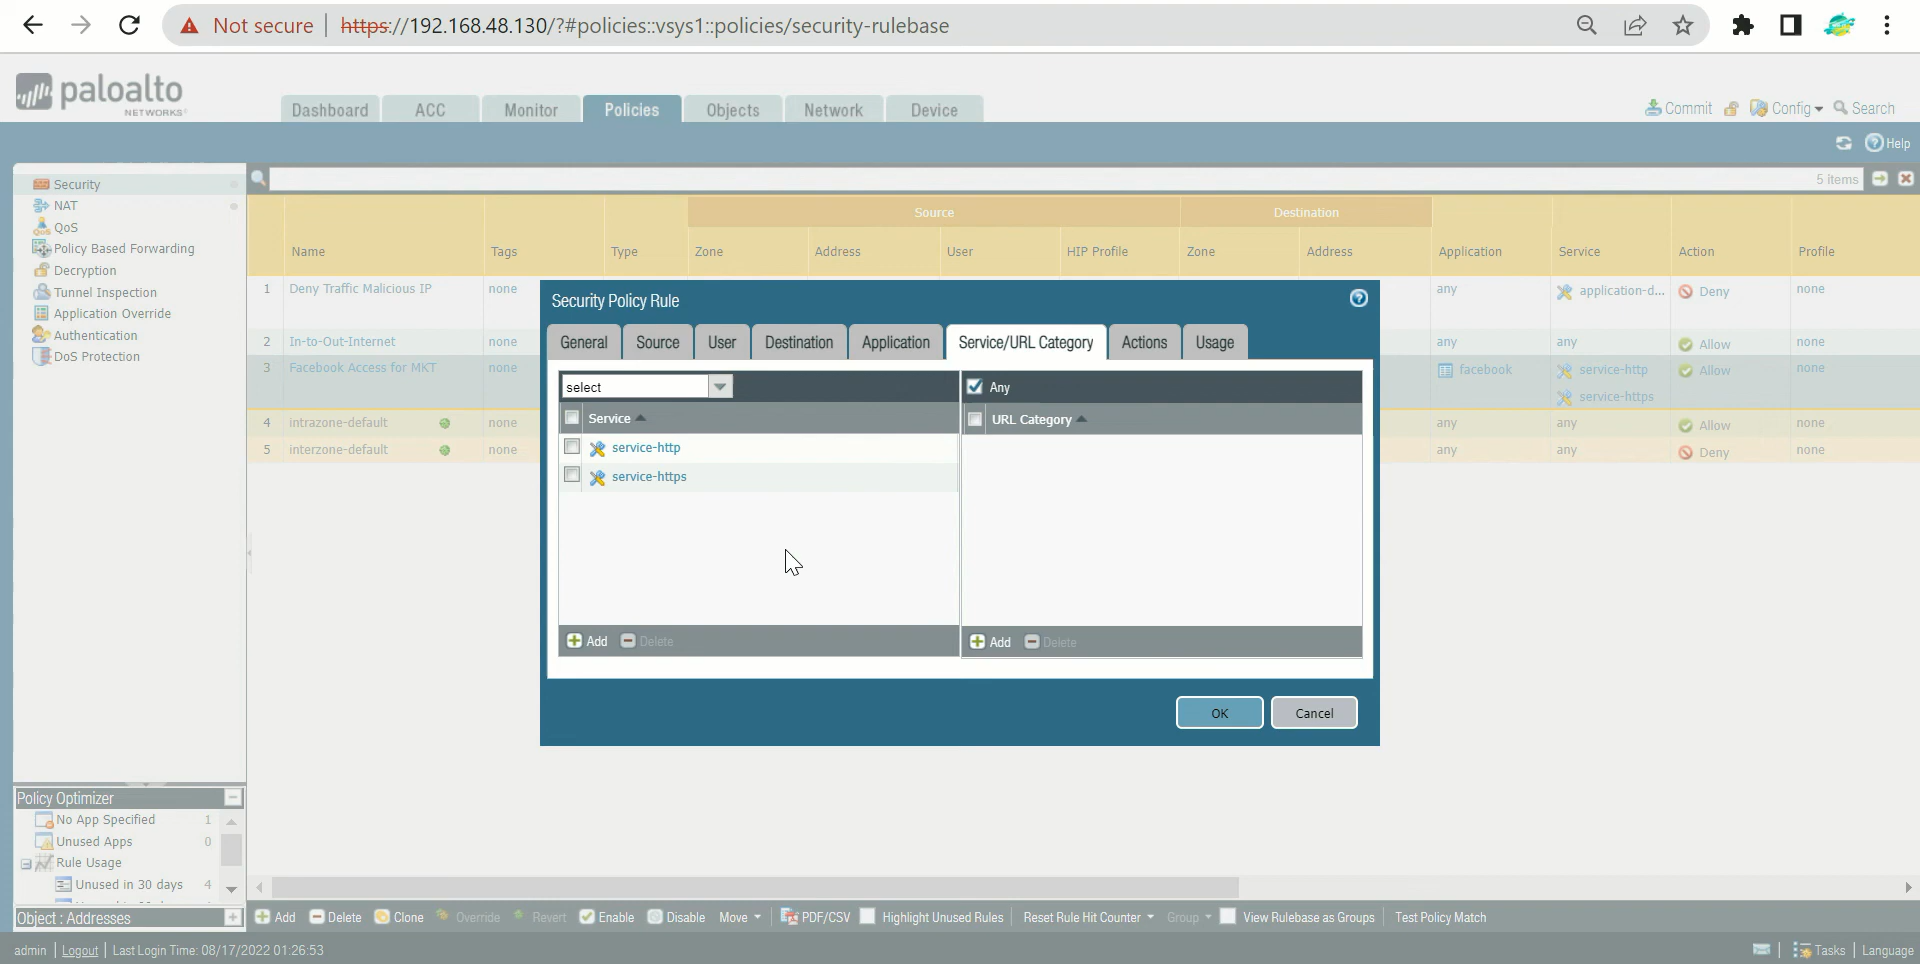 Not secure | https://192.168.48.130/?#policies::vsys1::policies/security-rulebase
paloalto
NETWORKS
Dashboard ACC Monitor Policies Objects Network Device
Commit Config Search
Help
Security
NAT
QoS
Policy Based Forwarding
Decryption
Tunnel Inspection
Application Override
Authentication
DoS Protection
5 items
Source Destination
Name Tags Type Zone Address User HIP Profile Zone Address Application Service Action Profile
1 Deny Traffic Malicious IP none any application-d... Deny none
2 In-to-Out-Internet none any any Allow none
3 Facebook Access for MKT none facebook service-http Allow none
service-https
4 intrazone-default none any any Allow none
5 interzone-default none any any Deny none
Security Policy Rule
General Source User Destination Application Service/URL Category Actions Usage
select
Any
Service
URL Category
service-http
service-https
Add Delete
Add Delete
OK Cancel
Policy Optimizer
No App Specified 1
Unused Apps 0
Rule Usage
Unused in 30 days 4
Object : Addresses
Add Delete Clone Override Revert Enable Disable Move PDF/CSV Highlight Unused Rules Reset Rule Hit Counter Group View Rulebase as Groups Test Policy Match
admin | Logout | Last Login Time: 08/17/2022 01:26:53
Tasks | Language